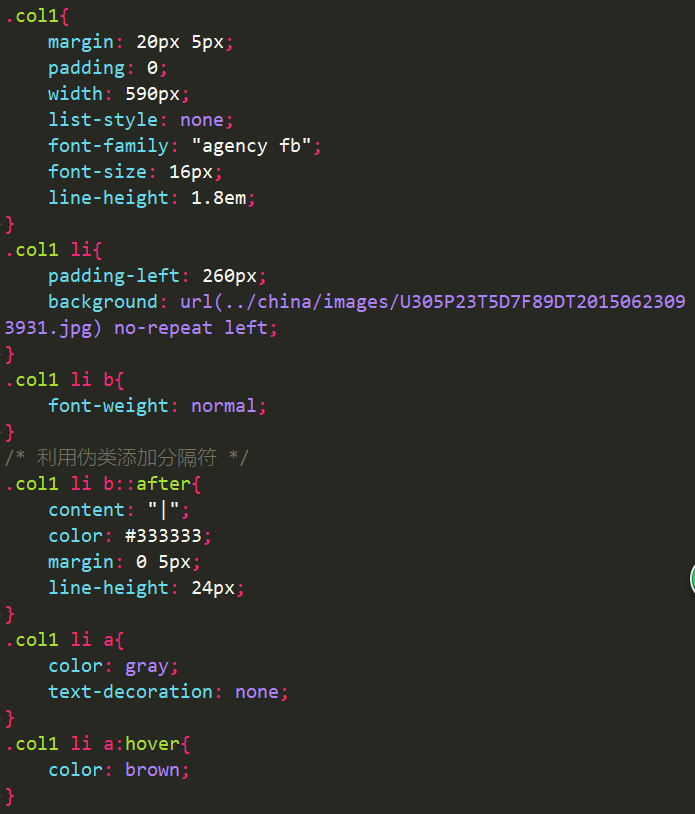 .col1{
    margin: 20px 5px;
    padding: 0;
    width: 590px;
    list-style: none;
    font-family: "agency fb";
    font-size: 16px;
    line-height: 1.8em;
}
.col1 li{
    padding-left: 260px;
    background: url(../china/images/U305P23T5D7F89DT2015062309
3931.jpg) no-repeat left;
}
.col1 li b{
    font-weight: normal;
}
/* 利用伪类添加分隔符 */
.col1 li b::after{
    content: "|";
    color: #333333;
    margin: 0 5px;
    line-height: 24px;
}
.col1 li a{
    color: gray;
    text-decoration: none;
}
.col1 li a:hover{
    color: brown;
}